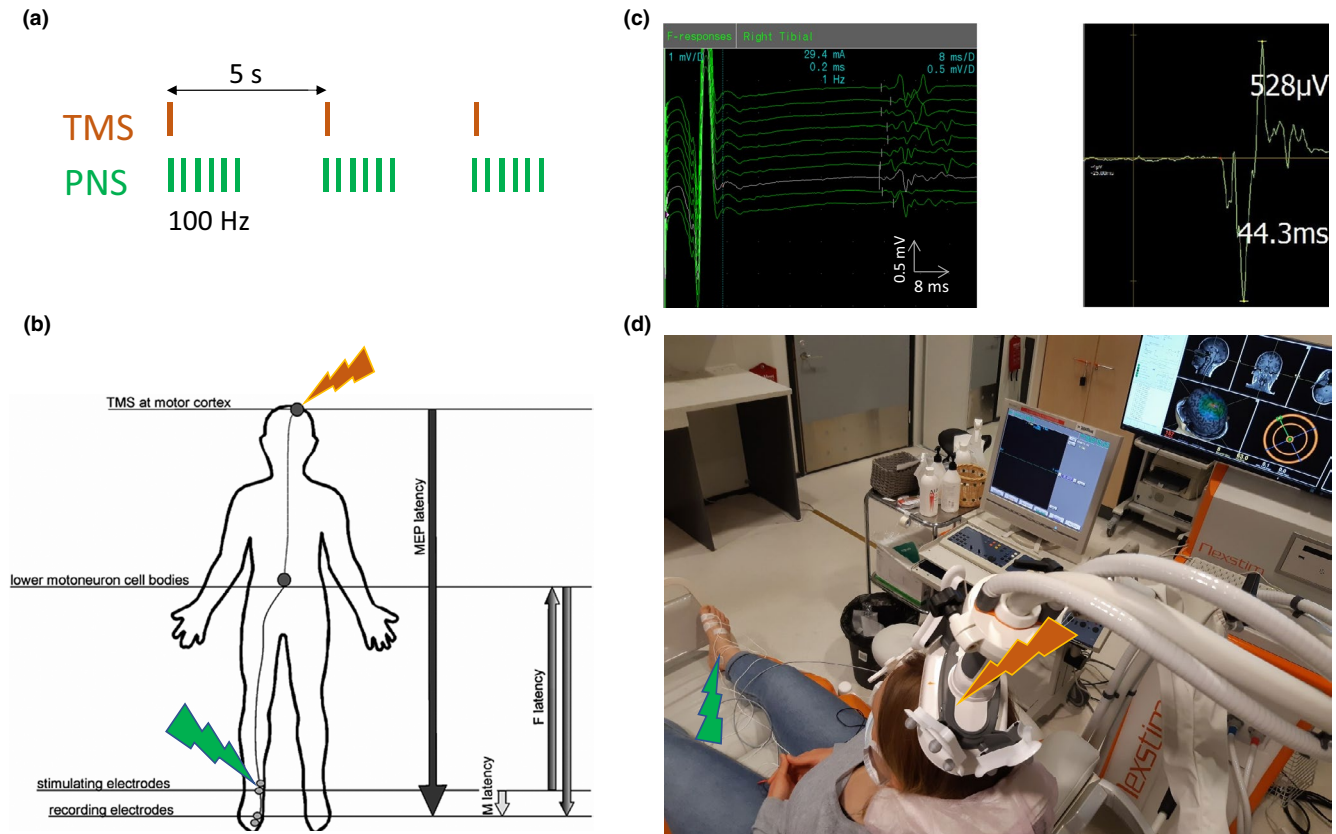 (a)
5 s
TMS
PNS
100 Hz
(b)
TMS at motor cortex
MEP latency
lower motoneuron cell bodies
F latency
stimulating electrodes
M latency
recording electrodes
(c)
F-responses Right Tibial
1 mV/D 29.4 mA 8 ms/D
0.2 ms 0.5 mV/D
1 Hz
0.5 mV
8 ms
528µV
44.3ms
(d)
nexstim
nexstim